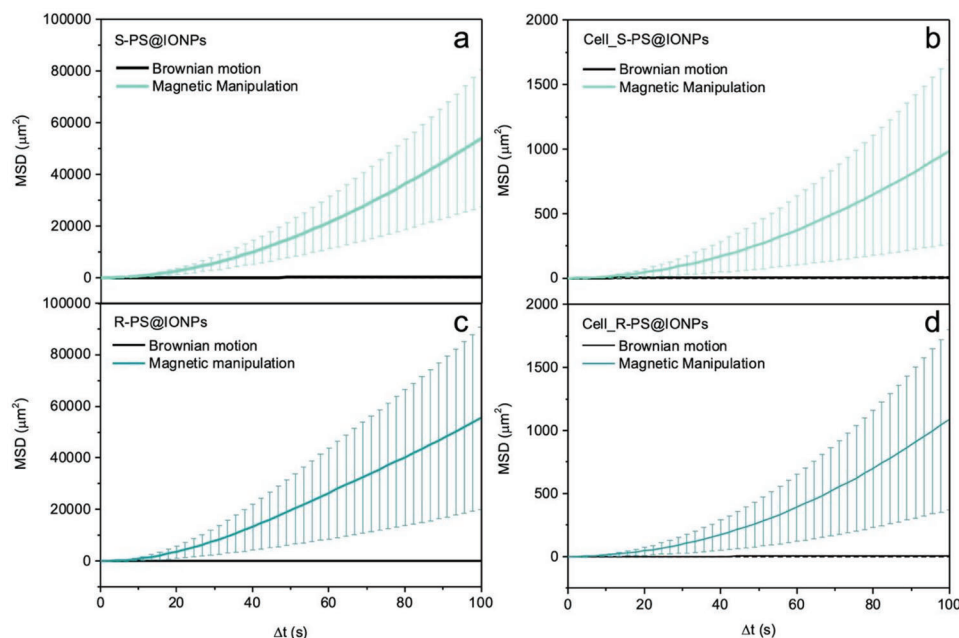 a
S-PS@IONPs
Brownian motion
Magnetic Manipulation
MSD (μm²)
100000
80000
60000
40000
20000
0
b
Cell_S-PS@IONPs
Brownian motion
Magnetic Manipulation
MSD (μm²)
2000
1500
1000
500
0
c
R-PS@IONPs
Brownian motion
Magnetic manipulation
MSD (μm²)
100000
80000
60000
40000
20000
0
0 20 40 60 80 100
Δt (s)
d
Cell_R-PS@IONPs
Brownian motion
Magnetic Manipulation
MSD (μm²)
2000
1500
1000
500
0
0 20 40 60 80 100
Δt (s)